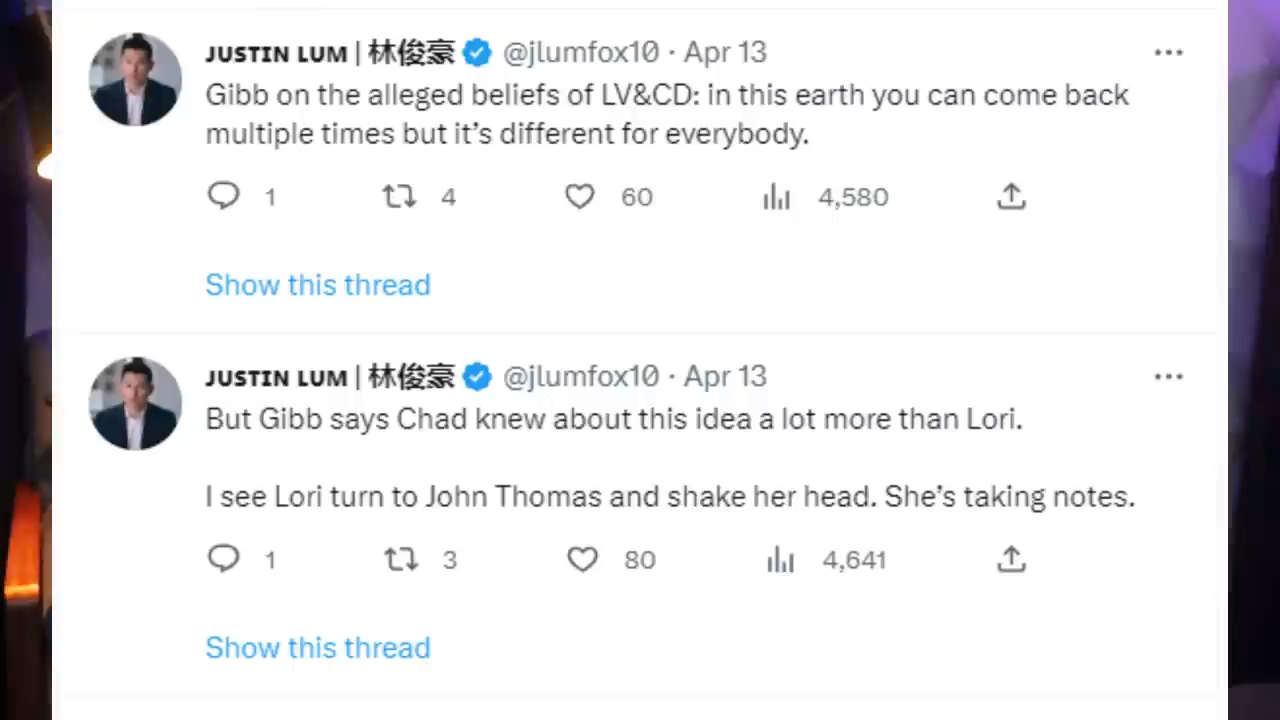 JUSTIN LUM | 林俊豪 @jlumfox10 · Apr 13
Gibb on the alleged beliefs of LV&CD: in this earth you can come back
multiple times but it’s different for everybody.
1 4 60 4,580
Show this thread
JUSTIN LUM | 林俊豪 @jlumfox10 · Apr 13
But Gibb says Chad knew about this idea a lot more than Lori.
I see Lori turn to John Thomas and shake her head. She’s taking notes.
1 3 80 4,641
Show this thread